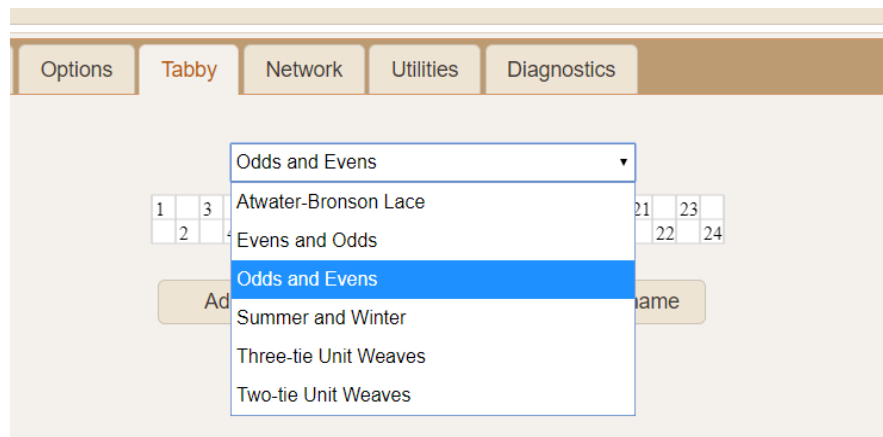 Options Tabby Network Utilities Diagnostics
Odds and Evens
Atwater-Bronson Lace
1 3 21 23
Evens and Odds
2 22 24
Odds and Evens
Summer and Winter
Three-tie Unit Weaves
Two-tie Unit Weaves